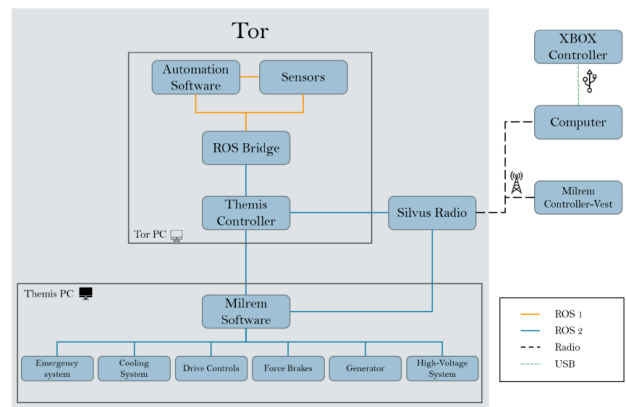 Tor
XBOX
Controller
Automation
Software
Sensors
Computer
ROS Bridge
Milrem
Controller-Vest
Themis
Controller
Silvus Radio
Tor PC
Themis PC
Milrem
Software
ROS 1
ROS 2
Radio
USB
Emergency
system
Cooling
System
Drive Controls
Force Brakes
Generator
High-Voltage
System